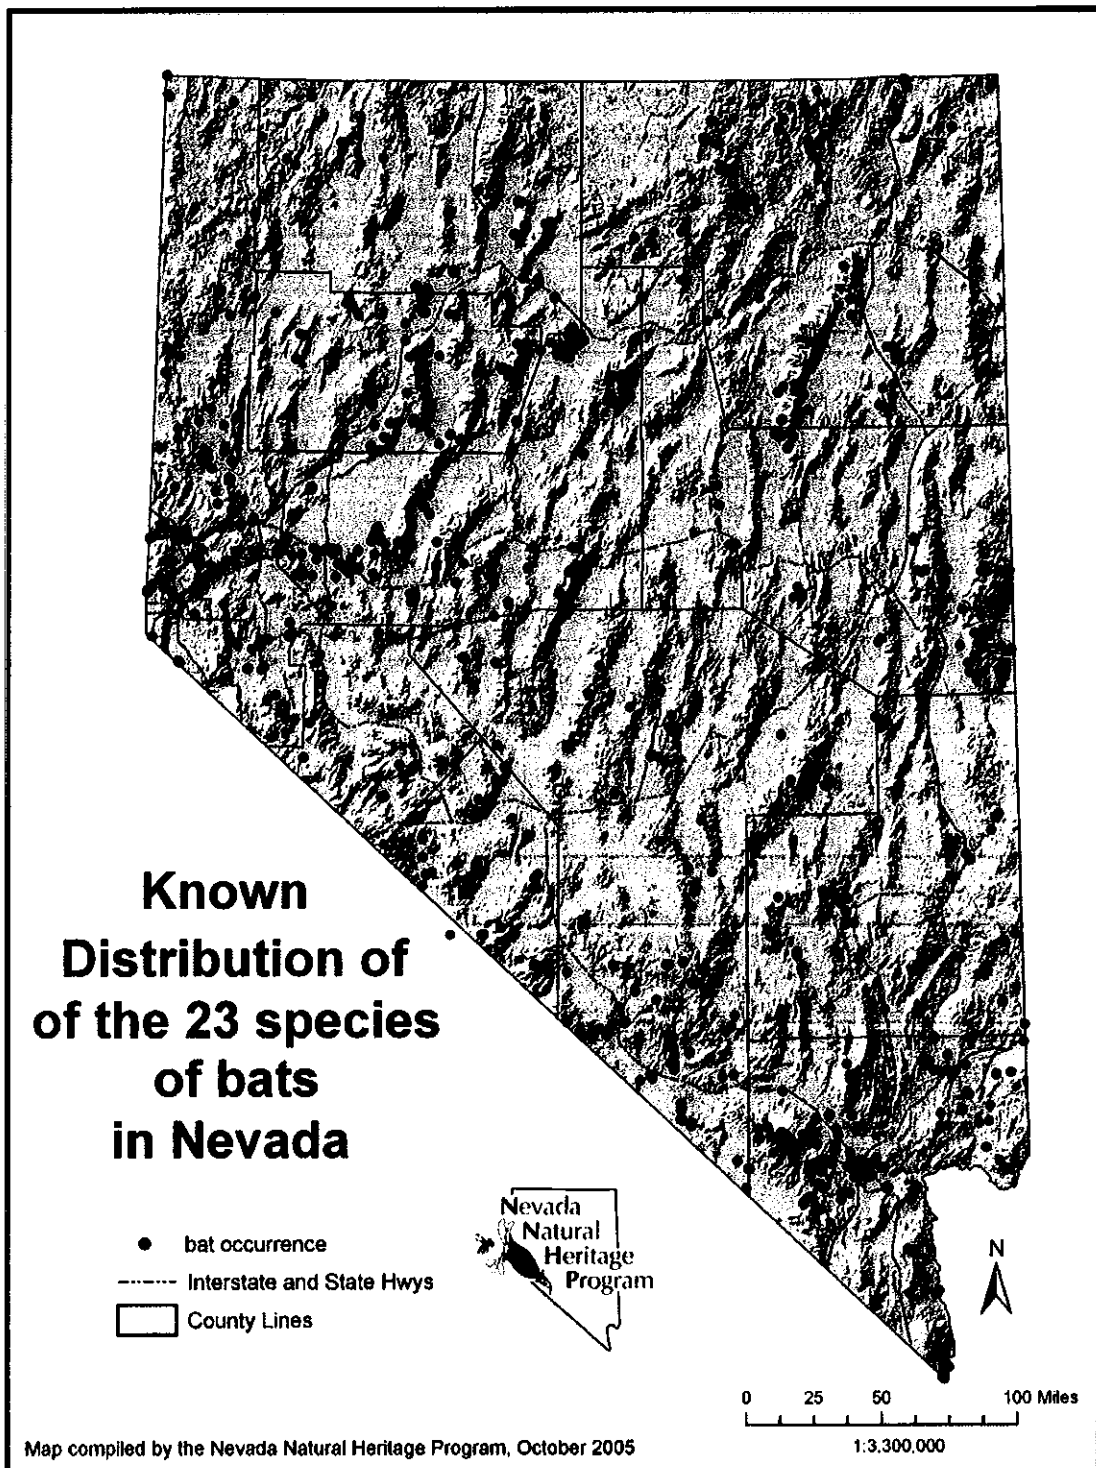 Known
Distribution of
of the 23 species
of bats
in Nevada
bat occurrence
Interstate and State Hwys
County Lines
Nevada
Natural
Heritage
Program
N
0 25 50 100 Miles
1:3,300,000
Map compiled by the Nevada Natural Heritage Program, October 2005